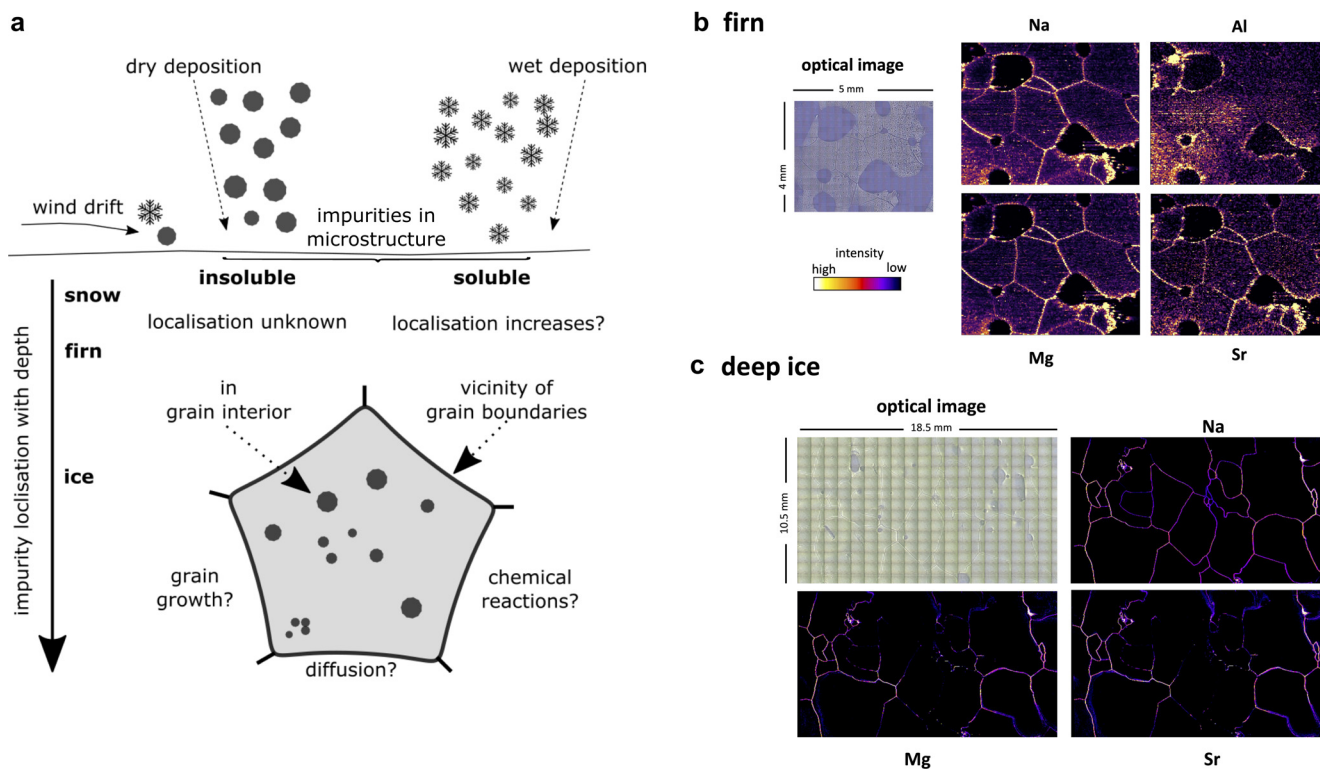 a
dry deposition
wet deposition
wind drift
impurities in
microstructure
insoluble
soluble
snow
localisation unknown
localisation increases?
firn
in
grain interior
vicinity of
grain boundaries
ice
impurity loclisation with depth
grain
growth?
chemical
reactions?
diffusion?
b firn
Na
Al
optical image
5 mm
4 mm
intensity
high
low
Mg
Sr
c deep ice
optical image
18.5 mm
Na
10.5 mm
Mg
Sr